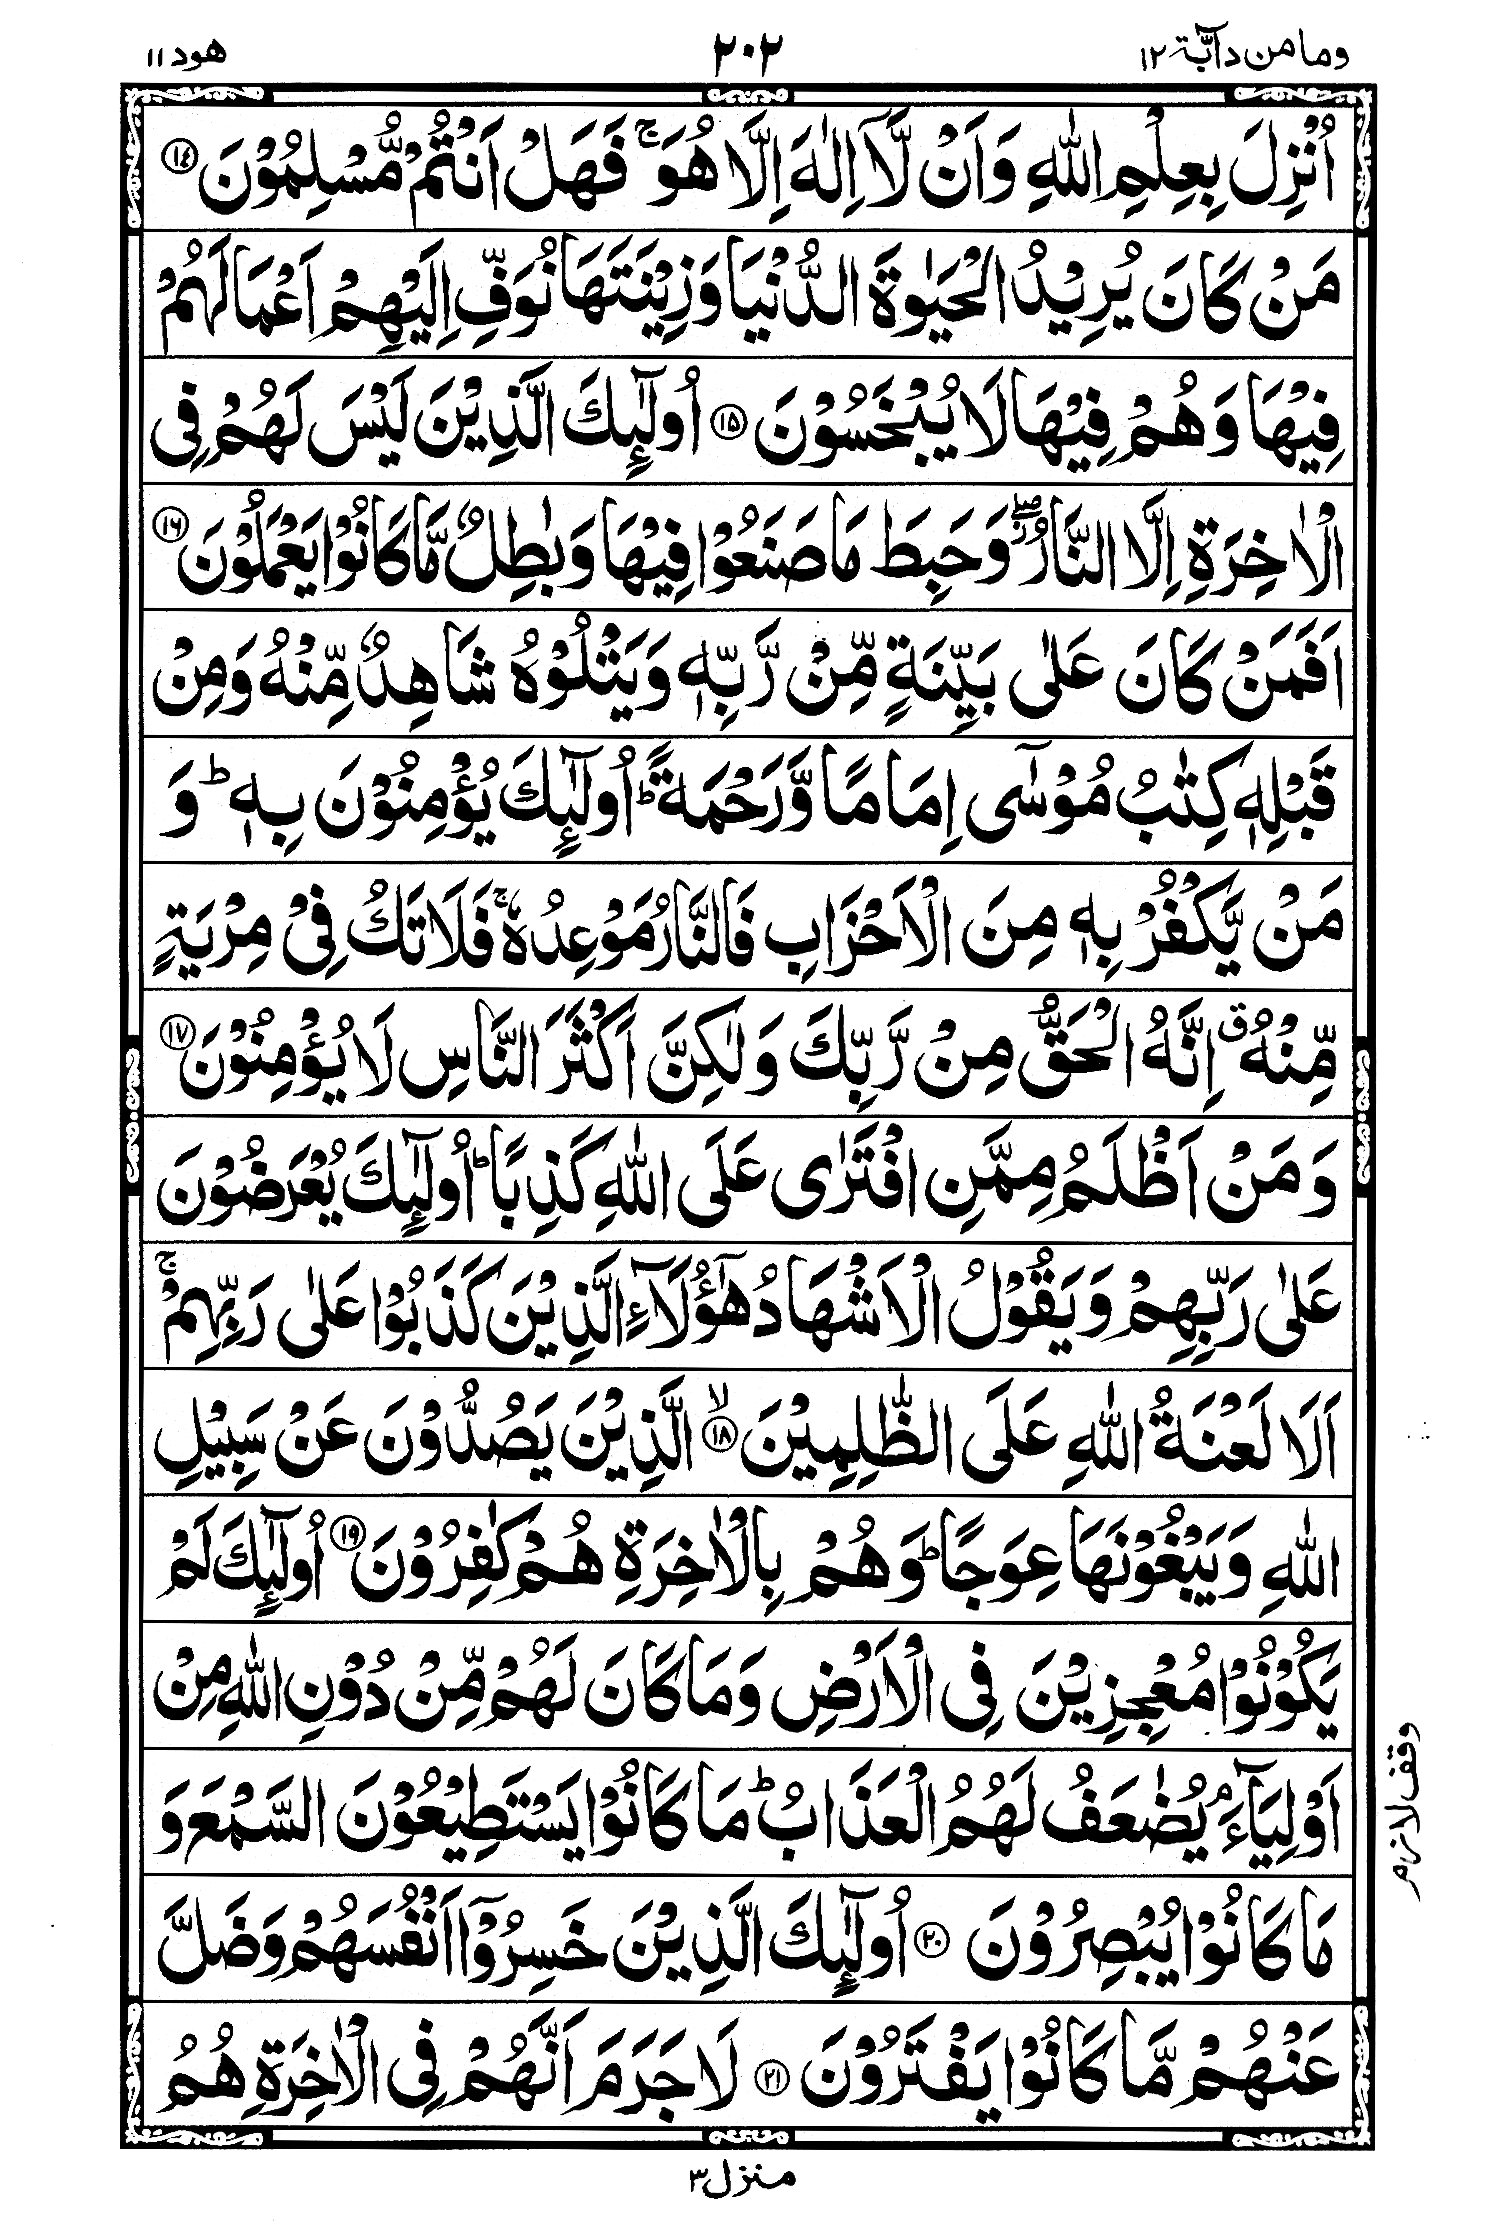 وما من دآبّة ١٢
٢٠٢
هود ١١
اُنْزِلَ بِعِلْمِ اللّٰهِ وَاَنْ لَّاۤ اِلٰهَ اِلَّا هُوَ ۚ فَهَلْ اَنْتُمْ مُّسْلِمُوْنَ ﴿١٤﴾
مَنْ كَانَ يُرِيْدُ الْحَيٰوةَ الدُّنْيَا وَزِيْنَتَهَا نُوَفِّ اِلَيْهِمْ اَعْمَالَهُمْ
فِيْهَا وَهُمْ فِيْهَا لَا يُبْخَسُوْنَ ﴿١٥﴾ اُولٰٓئِكَ الَّذِيْنَ لَيْسَ لَهُمْ فِى
الْاٰخِرَةِ اِلَّا النَّارُ ۖ وَحَبِطَ مَا صَنَعُوْا فِيْهَا وَبٰطِلٌ مَّا كَانُوْا يَعْمَلُوْنَ ﴿١٦﴾
اَفَمَنْ كَانَ عَلٰى بَيِّنَةٍ مِّنْ رَّبِّهٖ وَيَتْلُوْهُ شَاهِدٌ مِّنْهُ وَمِنْ
قَبْلِهٖ كِتٰبُ مُوْسٰٓى اِمَامًا وَّرَحْمَةً ؕ اُولٰٓئِكَ يُؤْمِنُوْنَ بِهٖ ؕ وَ
مَنْ يَّكْفُرْ بِهٖ مِنَ الْاَحْزَابِ فَالنَّارُ مَوْعِدُهٗ ۚ فَلَا تَكُ فِىْ مِرْيَةٍ
مِّنْهُ ۗ اِنَّهُ الْحَقُّ مِنْ رَّبِّكَ وَلٰكِنَّ اَكْثَرَ النَّاسِ لَا يُؤْمِنُوْنَ ﴿١٧﴾
وَمَنْ اَظْلَمُ مِمَّنِ افْتَرٰى عَلَى اللّٰهِ كَذِبًا ؕ اُولٰٓئِكَ يُعْرَضُوْنَ
عَلٰى رَبِّهِمْ وَيَقُوْلُ الْاَشْهَادُ هٰٓؤُلَاۤءِ الَّذِيْنَ كَذَبُوْا عَلٰى رَبِّهِمْ ۚ
اَلَا لَعْنَةُ اللّٰهِ عَلَى الظّٰلِمِيْنَ ۙ﴿١٨﴾ الَّذِيْنَ يَصُدُّوْنَ عَنْ سَبِيْلِ
اللّٰهِ وَيَبْغُوْنَهَا عِوَجًا ؕ وَهُمْ بِالْاٰخِرَةِ هُمْ كٰفِرُوْنَ ﴿١٩﴾ اُولٰٓئِكَ لَمْ
يَكُوْنُوْا مُعْجِزِيْنَ فِى الْاَرْضِ وَمَا كَانَ لَهُمْ مِّنْ دُوْنِ اللّٰهِ مِنْ
اَوْلِيَآءَ ۘ يُضٰعَفُ لَهُمُ الْعَذَابُ ؕ مَا كَانُوْا يَسْتَطِيْعُوْنَ السَّمْعَ وَ
مَا كَانُوْا يُبْصِرُوْنَ ﴿٢٠﴾ اُولٰٓئِكَ الَّذِيْنَ خَسِرُوْۤا اَنْفُسَهُمْ وَضَلَّ
عَنْهُمْ مَّا كَانُوْا يَفْتَرُوْنَ ﴿٢١﴾ لَا جَرَمَ اَنَّهُمْ فِى الْاٰخِرَةِ هُمُ
وقف لازم
منزل ٣